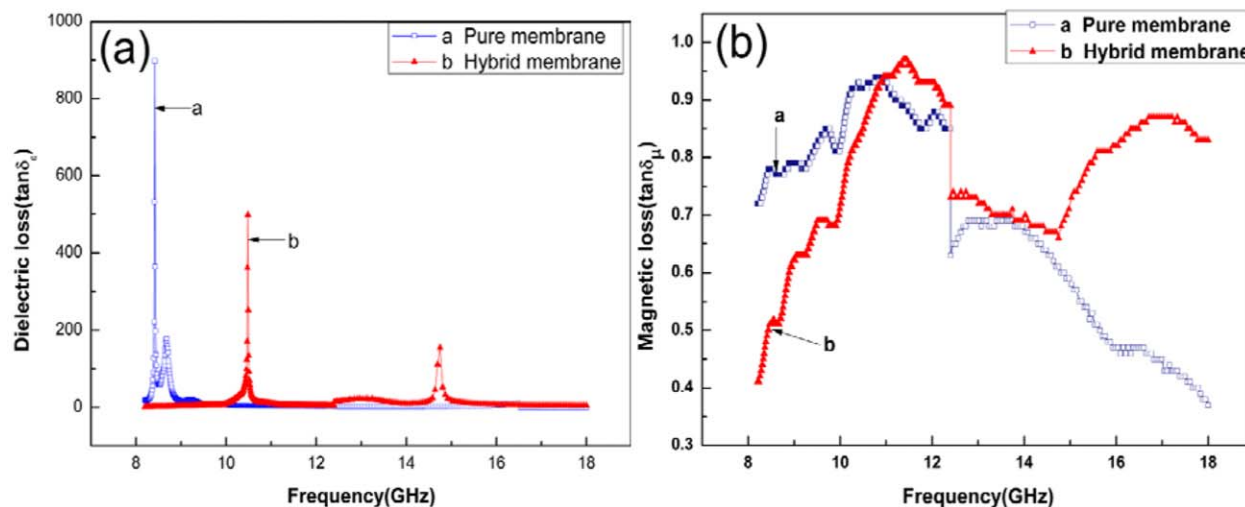 (a)
a Pure membrane
b Hybrid membrane
1000
800
600
400
200
0
a
b
8 10 12 14 16 18
Dielectric loss(tanδε)
Frequency(GHz)
(b)
a Pure membrane
b Hybrid membrane
1.0
0.9
0.8
0.7
0.6
0.5
0.4
0.3
a
b
8 10 12 14 16 18
Magnetic loss(tanδμ)
Frequency(GHz)